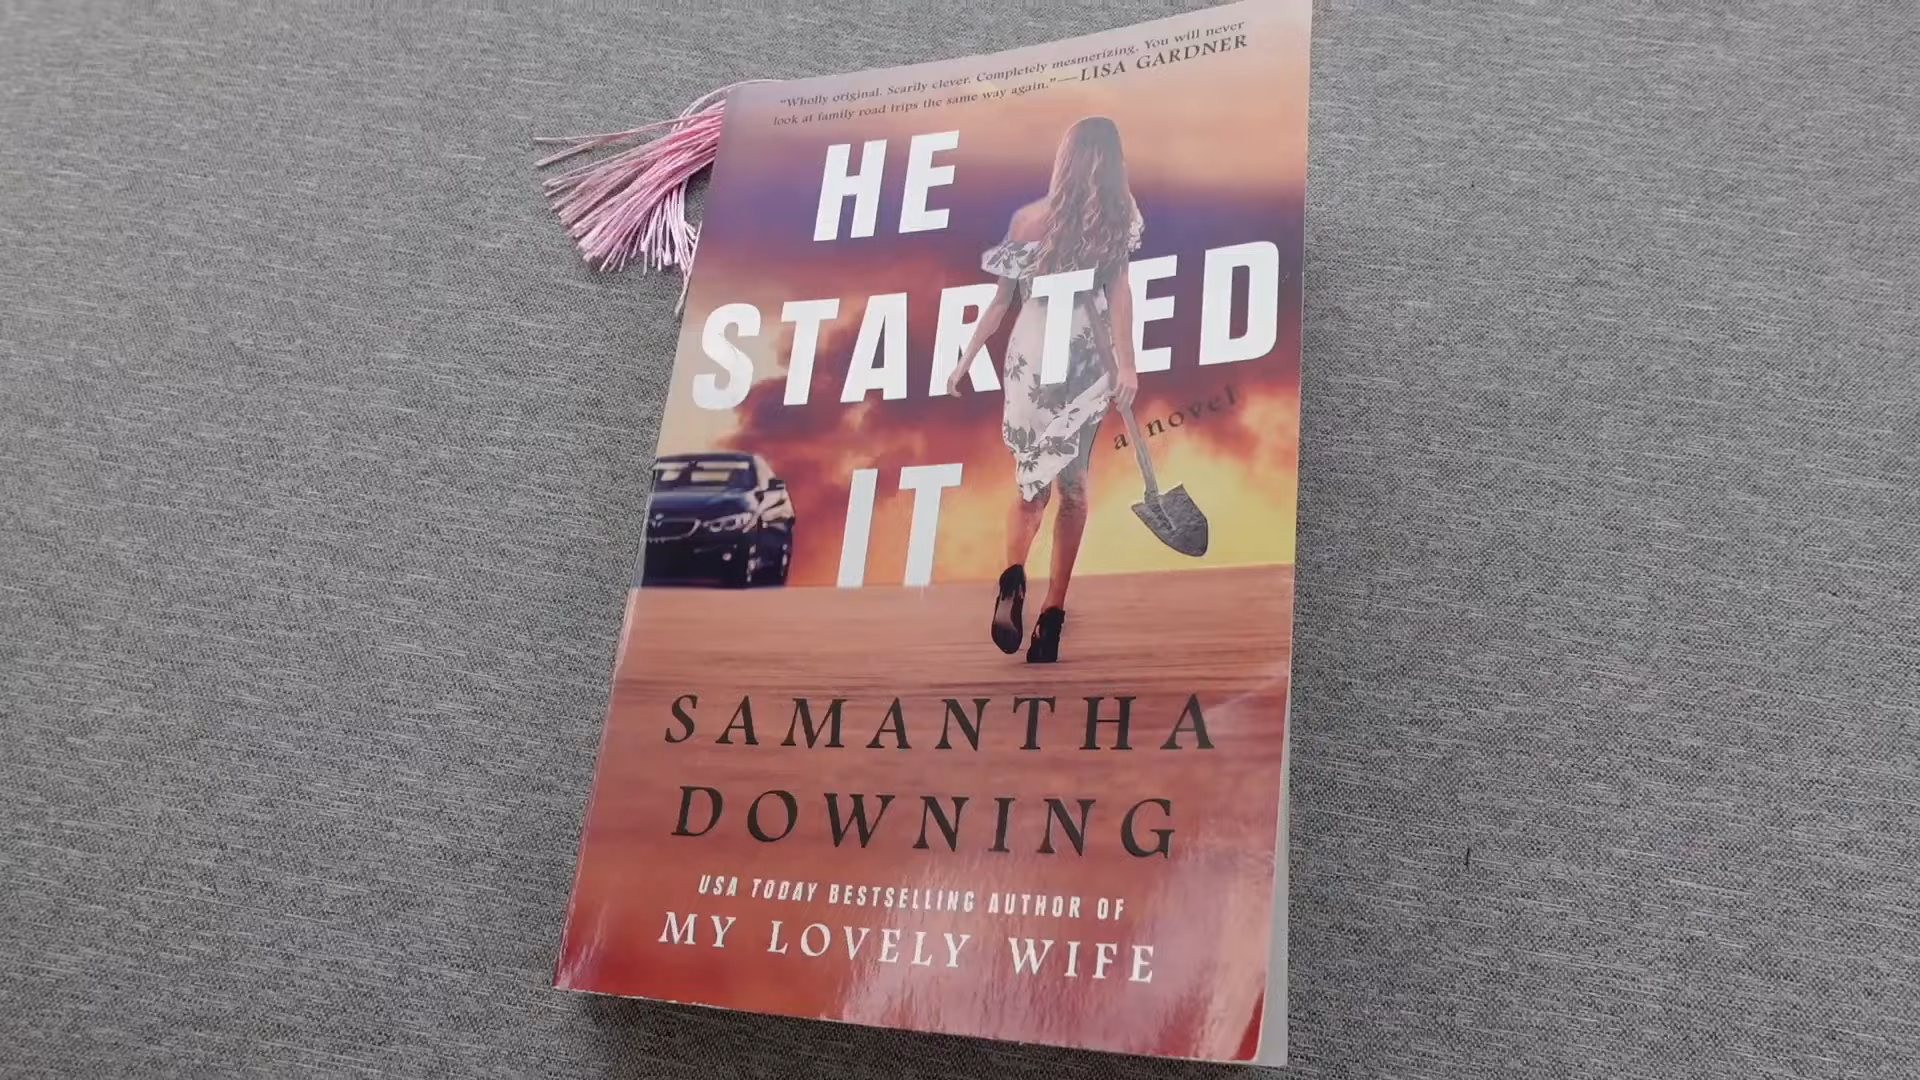 "Wholly original. Scarily clever. Completely mesmerizing. You will never
look at family road trips the same way again."—LISA GARDNER
HE
STARTED
a novel
IT
SAMANTHA
DOWNING
USA TODAY BESTSELLING AUTHOR OF
MY LOVELY WIFE